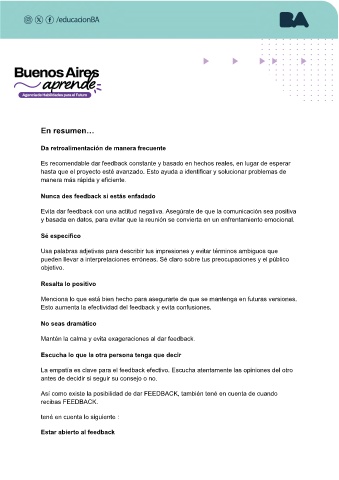 /educacionBA
BA
Buenos Aires
aprende
Agencia de Habilidades para el Futuro
En resumen…
Da retroalimentación de manera frecuente
Es recomendable dar feedback constante y basado en hechos reales, en lugar de esperar
hasta que el proyecto esté avanzado. Esto ayuda a identificar y solucionar problemas de
manera más rápida y eficiente.
Nunca des feedback si estás enfadado
Evita dar feedback con una actitud negativa. Asegúrate de que la comunicación sea positiva
y basada en datos, para evitar que la reunión se convierta en un enfrentamiento emocional.
Sé específico
Usa palabras adjetivas para describir tus impresiones y evitar términos ambiguos que
pueden llevar a interpretaciones erróneas. Sé claro sobre tus preocupaciones y el público
objetivo.
Resalta lo positivo
Menciona lo que está bien hecho para asegurarte de que se mantenga en futuras versiones.
Esto aumenta la efectividad del feedback y evita confusiones.
No seas dramático
Mantén la calma y evita exageraciones al dar feedback.
Escucha lo que la otra persona tenga que decir
La empatía es clave para el feedback efectivo. Escucha atentamente las opiniones del otro
antes de decidir si seguir su consejo o no.
Así como existe la posibilidad de dar FEEDBACK, también tené en cuenta de cuando
recibas FEEDBACK.
tené en cuenta lo siguiente :
Estar abierto al feedback